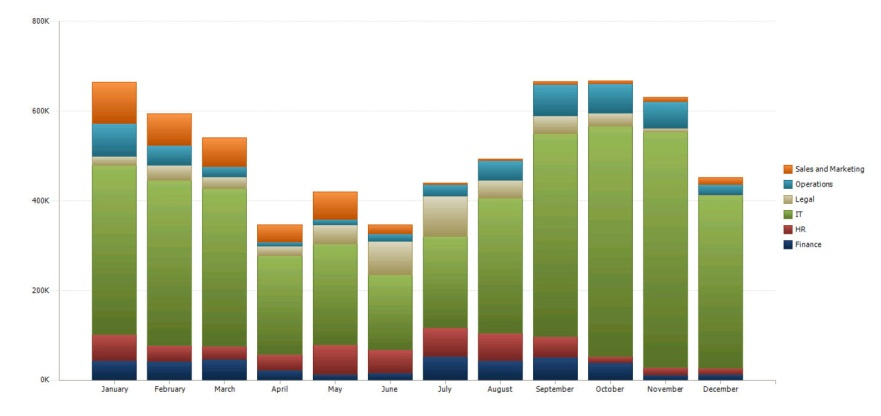 800K
600K
400K
200K
0K
January February March April May June July August September October November December
Sales and Marketing
Operations
Legal
IT
HR
Finance